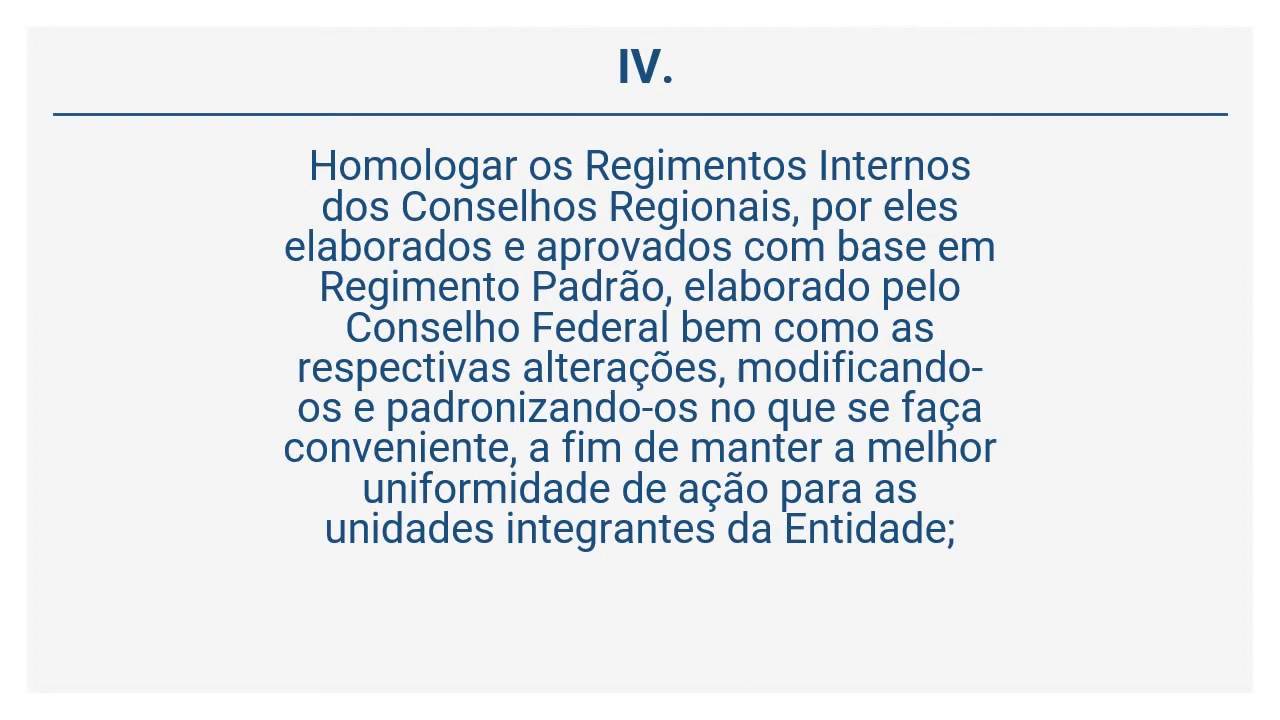 IV.
Homologar os Regimentos Internos
dos Conselhos Regionais, por eles
elaborados e aprovados com base em
Regimento Padrão, elaborado pelo
Conselho Federal bem como as
respectivas alterações, modificando-
os e padronizando-os no que se faça
conveniente, a fim de manter a melhor
uniformidade de ação para as
unidades integrantes da Entidade;